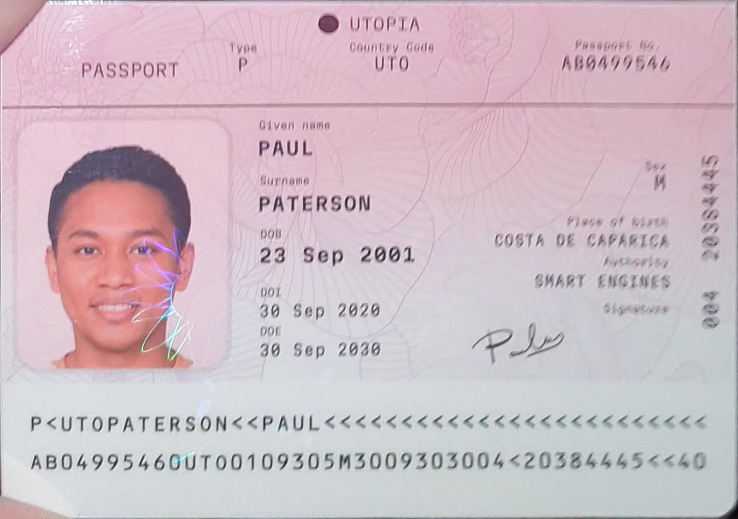 UTOPIA
PASSPORT
Type
P
Country Code
UTO
Passport No.
AB0499546
Given name
PAUL
Surname
PATERSON
DOB
23 Sep 2001
DOI
30 Sep 2020
DOE
30 Sep 2030
Sex
M
Place of birth
COSTA DE CAPARICA
Authority
SMART ENGINES
Signature
004 20384445
P<UTOPATERSON<<PAUL<<<<<<<<<<<<<<<<<<<<<<<<<
AB04995460UTO0109305M3009303004<20384445<<40